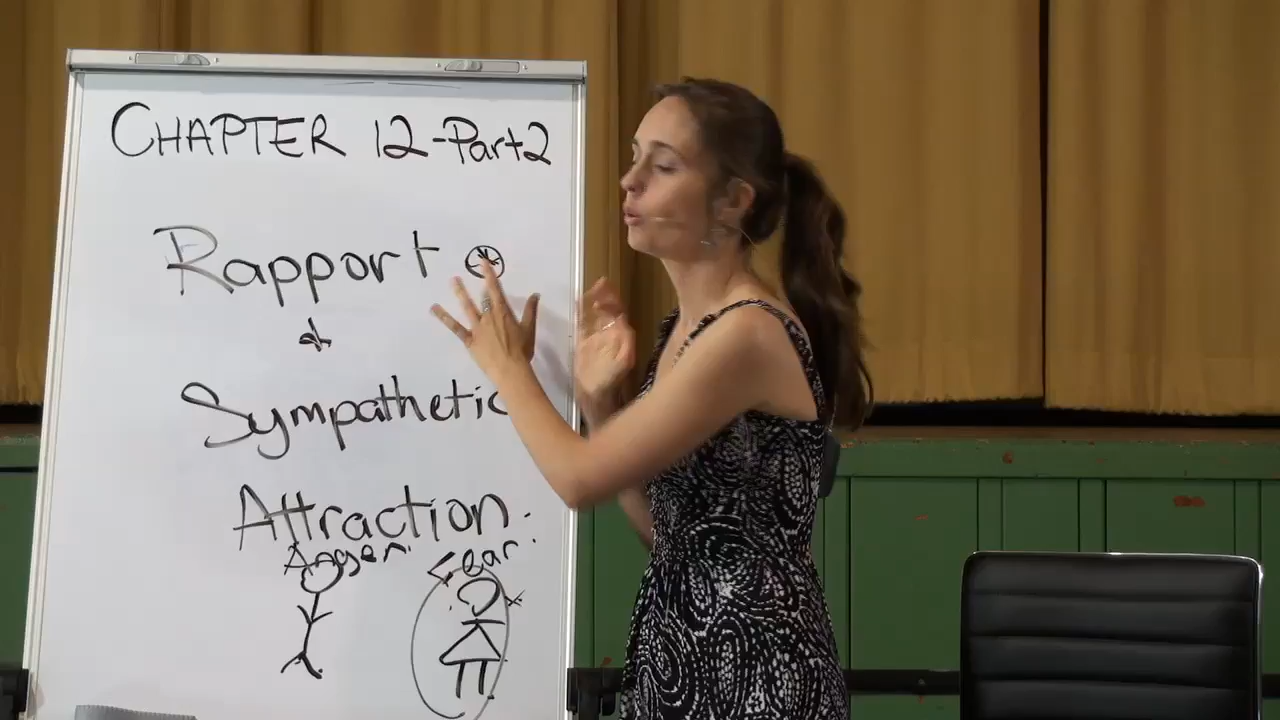 CHAPTER 12-Part2
Rapport
&
Sympathetic
Attraction.
Anger. Fear.